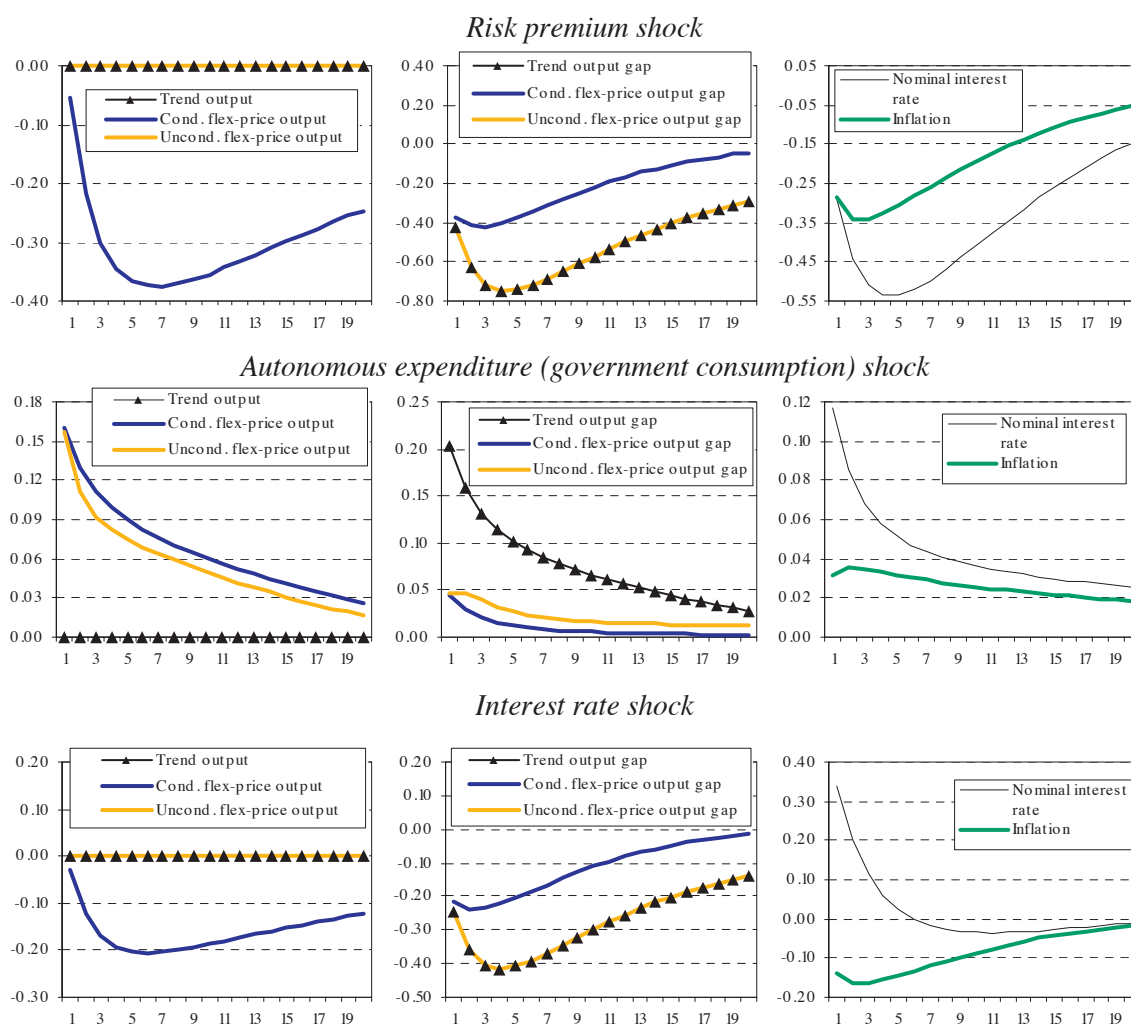 Risk premium shock
0.00
-0.10
-0.20
-0.30
-0.40
Trend output
Cond. flex-price output
Uncond. flex-price output
1 3 5 7 9 11 13 15 17 19
0.40
0.20
0.00
-0.20
-0.40
-0.60
-0.80
Trend output gap
Cond. flex-price output gap
Uncond. flex-price output gap
1 3 5 7 9 11 13 15 17 19
0.05
-0.05
-0.15
-0.25
-0.35
-0.45
-0.55
Nominal interest
rate
Inflation
1 3 5 7 9 11 13 15 17 19
Autonomous expenditure (government consumption) shock
0.18
0.15
0.12
0.09
0.06
0.03
0.00
Trend output
Cond. flex-price output
Uncond. flex-price output
1 3 5 7 9 11 13 15 17 19
0.25
0.20
0.15
0.10
0.05
0.00
Trend output gap
Cond. flex-price output gap
Uncond. flex-price output gap
1 3 5 7 9 11 13 15 17 19
0.12
0.10
0.08
0.06
0.04
0.02
0.00
Nominal interest
rate
Inflation
1 3 5 7 9 11 13 15 17 19
Interest rate shock
0.20
0.10
0.00
-0.10
-0.20
-0.30
Trend output
Cond. flex-price output
Uncond. flex-price output
1 3 5 7 9 11 13 15 17 19
0.20
0.10
0.00
-0.10
-0.20
-0.30
-0.40
-0.50
Trend output gap
Cond. flex-price output gap
Uncond. flex-price output gap
1 3 5 7 9 11 13 15 17 19
0.40
0.30
0.20
0.10
0.00
-0.10
-0.20
Nominal interest
rate
Inflation
1 3 5 7 9 11 13 15 17 19